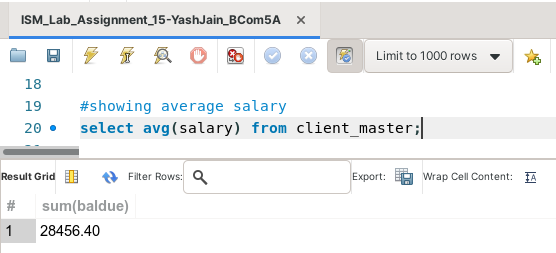 ISM_Lab_Assignment_15-YashJain_BCom5A ×
Limit to 1000 rows
18
19 #showing average salary
20 select avg(salary) from client_master;
Result Grid Filter Rows: Export: Wrap Cell Content: IA
# sum(baldue)
1 28456.40